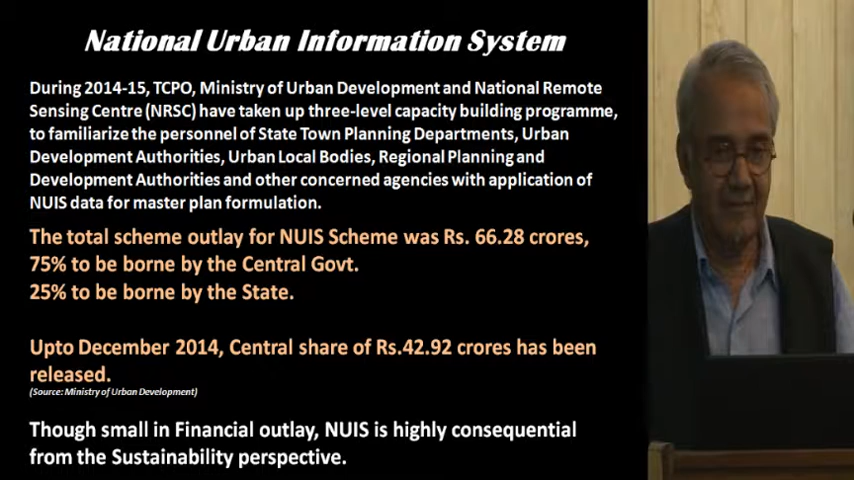 National Urban Information System
During 2014-15, TCPO, Ministry of Urban Development and National Remote
Sensing Centre (NRSC) have taken up three-level capacity building programme,
to familiarize the personnel of State Town Planning Departments, Urban
Development Authorities, Urban Local Bodies, Regional Planning and
Development Authorities and other concerned agencies with application of
NUIS data for master plan formulation.
The total scheme outlay for NUIS Scheme was Rs. 66.28 crores,
75% to be borne by the Central Govt.
25% to be borne by the State.
Upto December 2014, Central share of Rs.42.92 crores has been
released.
(Source: Ministry of Urban Development)
Though small in Financial outlay, NUIS is highly consequential
from the Sustainability perspective.